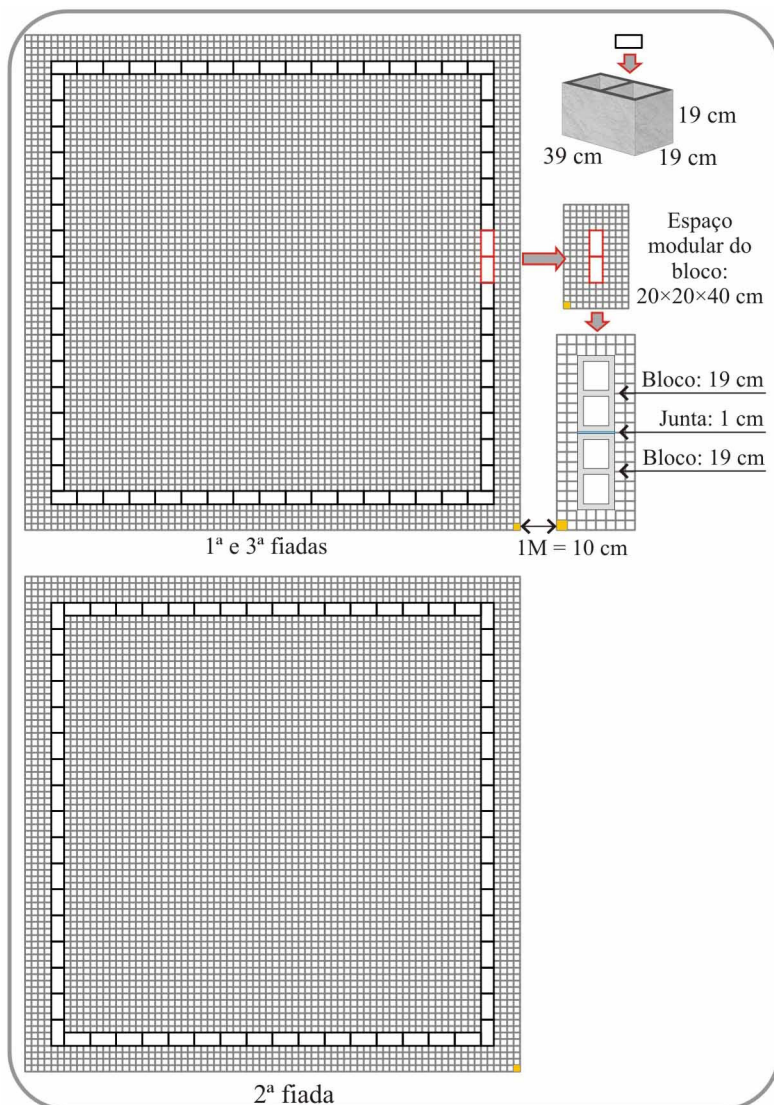 19 cm
39 cm
19 cm
Espaço
modular do
bloco:
20×20×40 cm
Bloco: 19 cm
Junta: 1 cm
Bloco: 19 cm
1ª e 3ª fiadas
1M = 10 cm
2ª fiada